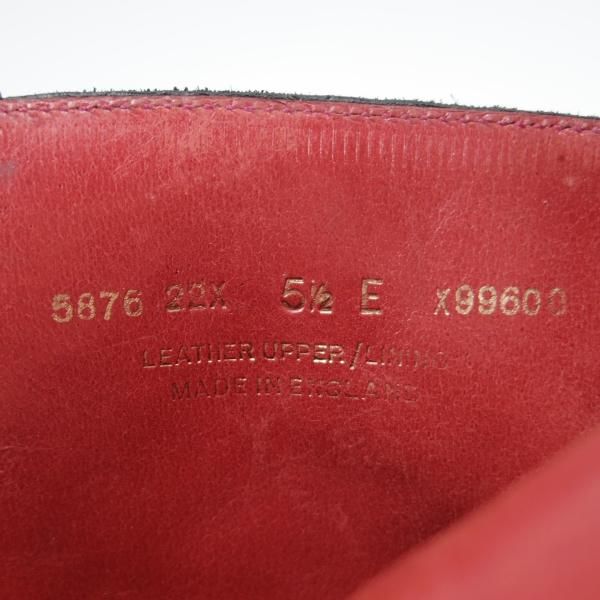 5876 22X 5½ E X99600
LEATHER UPPER/LINING
MADE IN ENGLAND